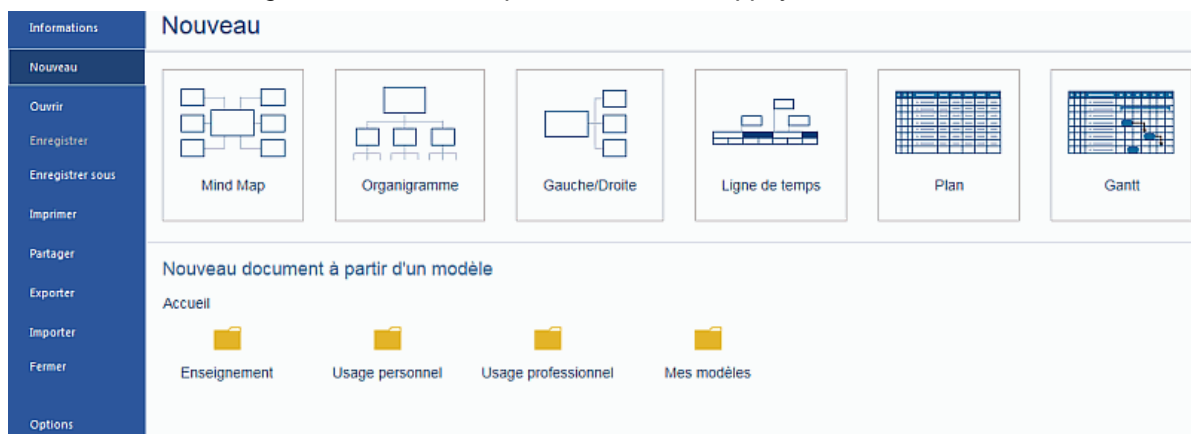 Informations
Nouveau
Ouvrir
Enregistrer
Enregistrer sous
Imprimer
Partager
Exporter
Importer
Fermer
Options
Nouveau
Mind Map
Organigramme
Gauche/Droite
Ligne de temps
Plan
Gantt
Nouveau document à partir d'un modèle
Accueil
Enseignement
Usage personnel
Usage professionnel
Mes modèles